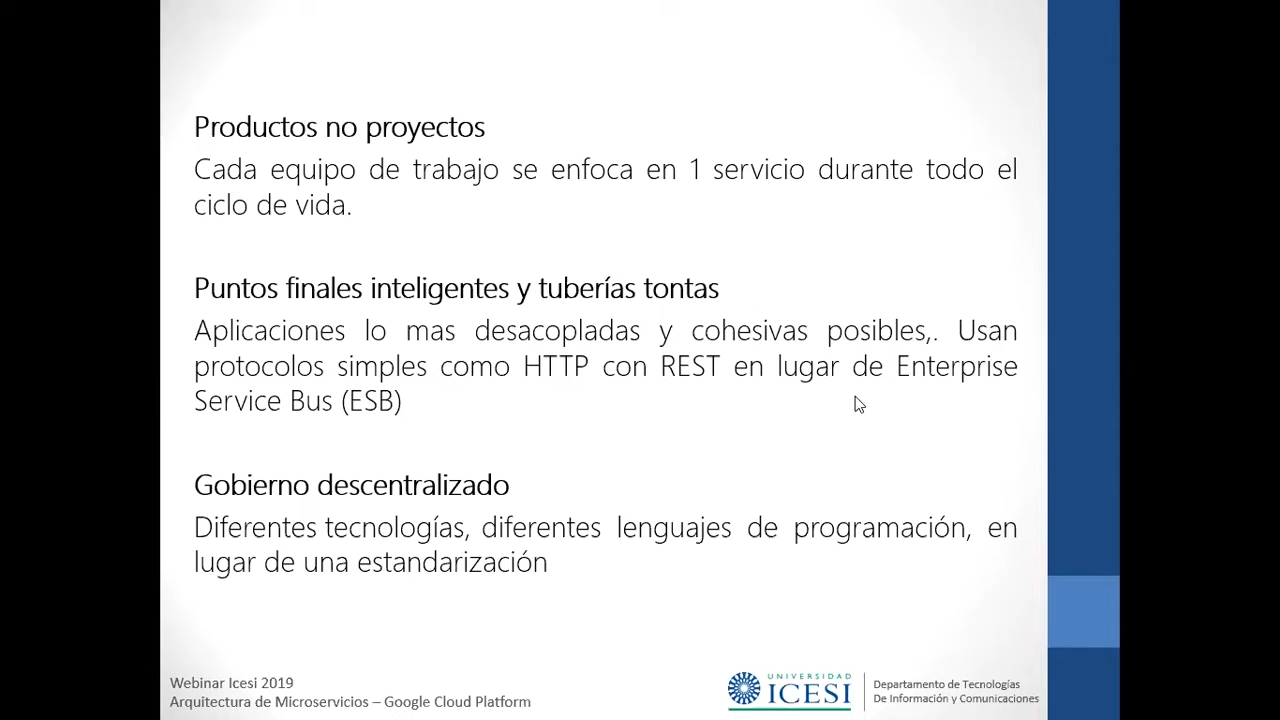 Productos no proyectos
Cada equipo de trabajo se enfoca en 1 servicio durante todo el
ciclo de vida.
Puntos finales inteligentes y tuberías tontas
Aplicaciones lo mas desacopladas y cohesivas posibles,. Usan
protocolos simples como HTTP con REST en lugar de Enterprise
Service Bus (ESB)
Gobierno descentralizado
Diferentes tecnologías, diferentes lenguajes de programación, en
lugar de una estandarización
Webinar Icesi 2019
Arquitectura de Microservicios – Google Cloud Platform
UNIVERSIDAD
ICESI
Departamento de Tecnologías
De Información y Comunicaciones